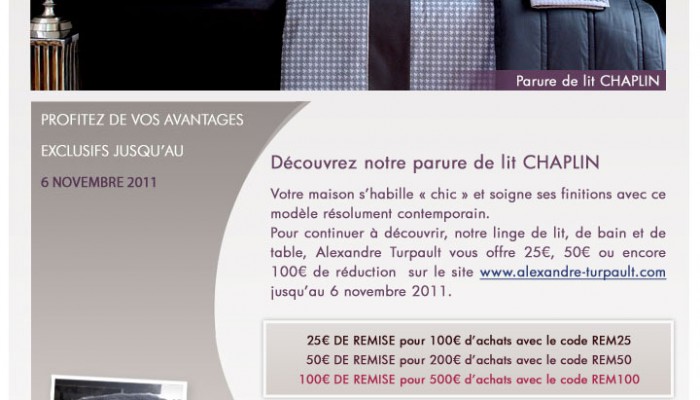 Parure de lit CHAPLIN
PROFITEZ DE VOS AVANTAGES
EXCLUSIFS JUSQU'AU
6 NOVEMBRE 2011
Découvrez notre parure de lit CHAPLIN
Votre maison s'habille « chic » et soigne ses finitions avec ce
modèle résolument contemporain.
Pour continuer à découvrir, notre linge de lit, de bain et de
table, Alexandre Turpault vous offre 25€, 50€ ou encore
100€ de réduction sur le site www.alexandre-turpault.com
jusqu'au 6 novembre 2011.
25€ DE REMISE pour 100€ d'achats avec le code REM25
50€ DE REMISE pour 200€ d'achats avec le code REM50
100€ DE REMISE pour 500€ d'achats avec le code REM100